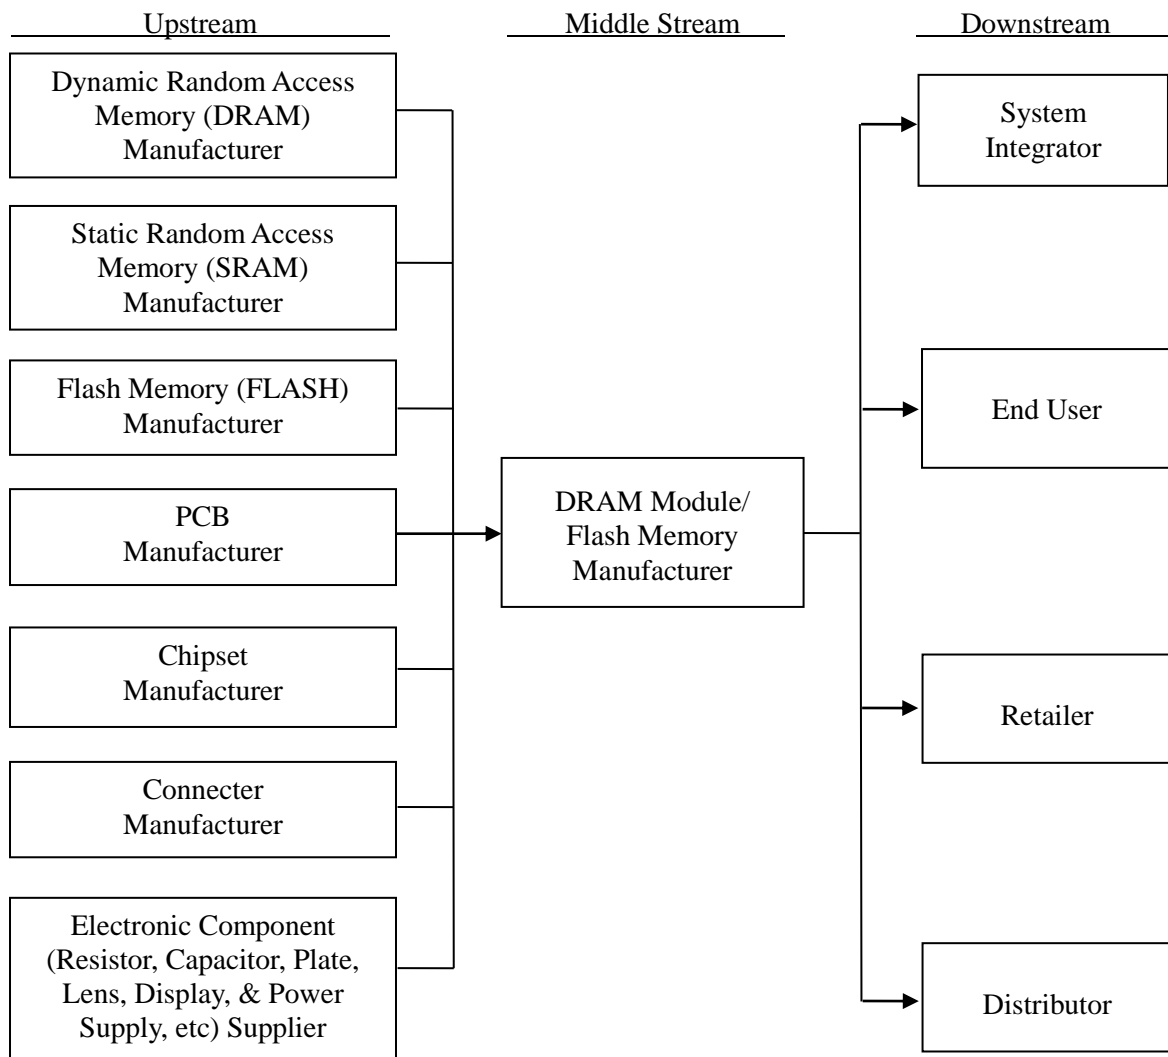 Upstream
Middle Stream
Downstream
Dynamic Random Access
Memory (DRAM)
Manufacturer
Static Random Access
Memory (SRAM)
Manufacturer
Flash Memory (FLASH)
Manufacturer
PCB
Manufacturer
Chipset
Manufacturer
Connecter
Manufacturer
Electronic Component
(Resistor, Capacitor, Plate,
Lens, Display, & Power
Supply, etc) Supplier
DRAM Module/
Flash Memory
Manufacturer
System
Integrator
End User
Retailer
Distributor